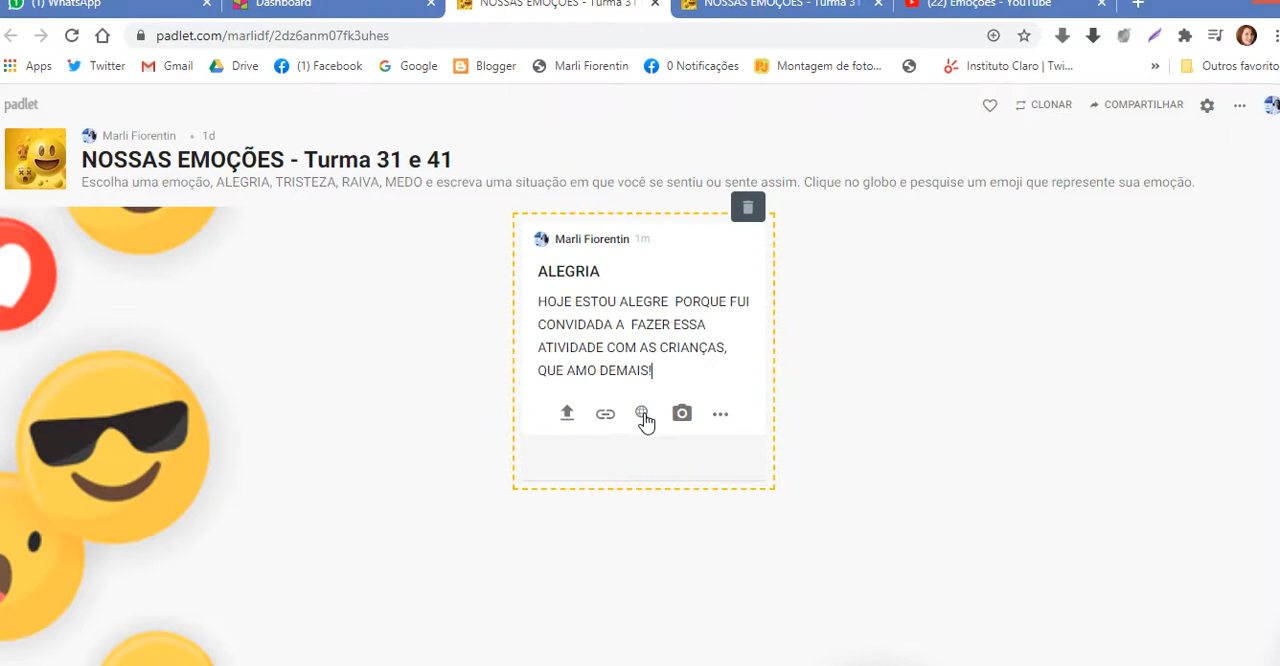 (1) WhatsApp
Dashboard
NOSSAS EMOÇÕES - Turma 31
NOSSAS EMOÇÕES - Turma 31
(22) Emoções - YouTube
padlet.com/marlidf/2dz6anm07fk3uhes
Apps
Twitter
Gmail
Drive
(1) Facebook
Google
Blogger
Marli Fiorentin
0 Notificações
Montagem de foto...
Instituto Claro | Twi...
»
Outros favorito
padlet
CLONAR
COMPARTILHAR
Marli Fiorentin • 1d
NOSSAS EMOÇÕES - Turma 31 e 41
Escolha uma emoção, ALEGRIA, TRISTEZA, RAIVA, MEDO e escreva uma situação em que você se sentiu ou sente assim. Clique no globo e pesquise um emoji que represente sua emoção.
Marli Fiorentin 1m
ALEGRIA
HOJE ESTOU ALEGRE PORQUE FUI
CONVIDADA A FAZER ESSA
ATIVIDADE COM AS CRIANÇAS,
QUE AMO DEMAIS!